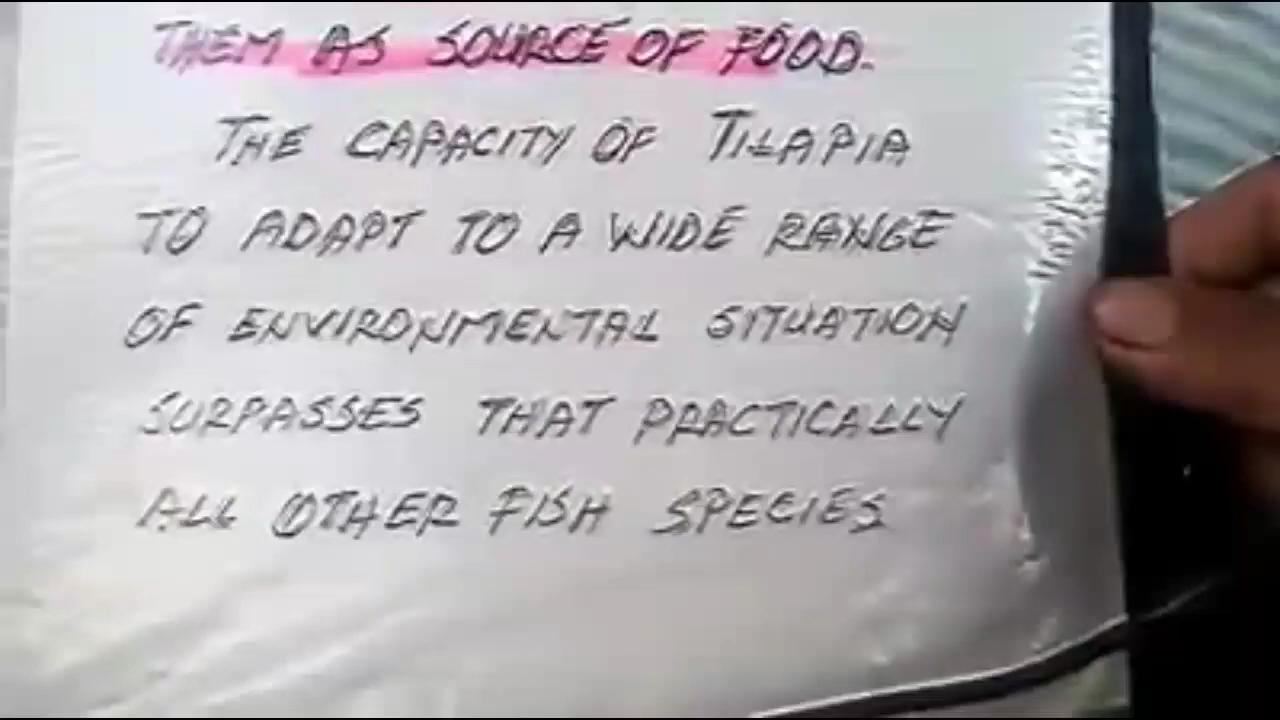 THEM AS SOURCE OF FOOD.
THE CAPACITY OF TILAPIA
TO ADAPT TO A WIDE RANGE
OF ENVIRONMENTAL SITUATION
SURPASSES THAT PRACTICALLY
ALL OTHER FISH SPECIES